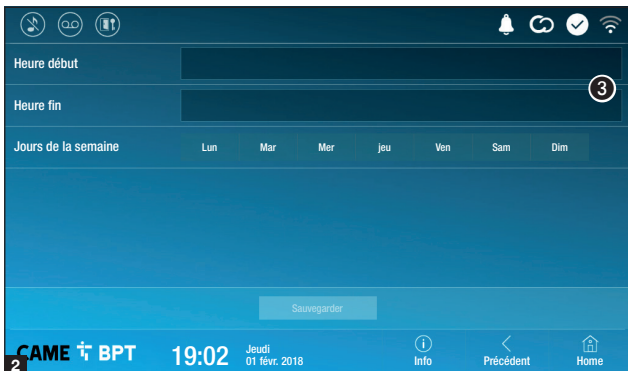 Heure début
3
Heure fin
Jours de la semaine Lun Mar Mer jeu Ven Sam Dim
Sauvegarder
CAME BPT 19:02 Jeudi
01 févr. 2018
Info Précédent Home
2